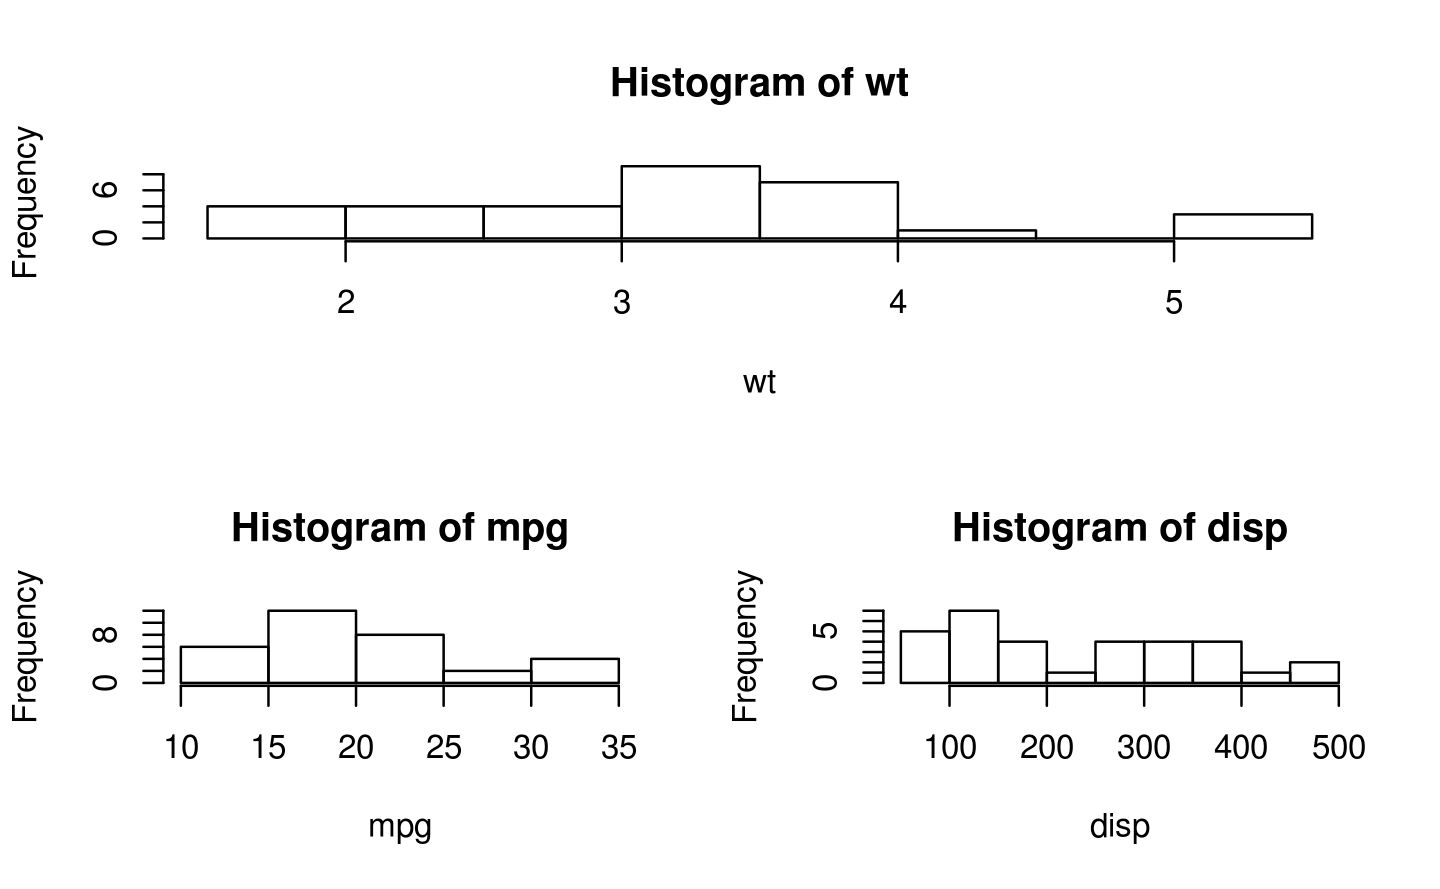 Histogram of wt
Frequency
6
0
2 3 4 5
wt
Histogram of mpg
Frequency
8
0
10 15 20 25 30 35
mpg
Histogram of disp
Frequency
5
0
100 200 300 400 500
disp